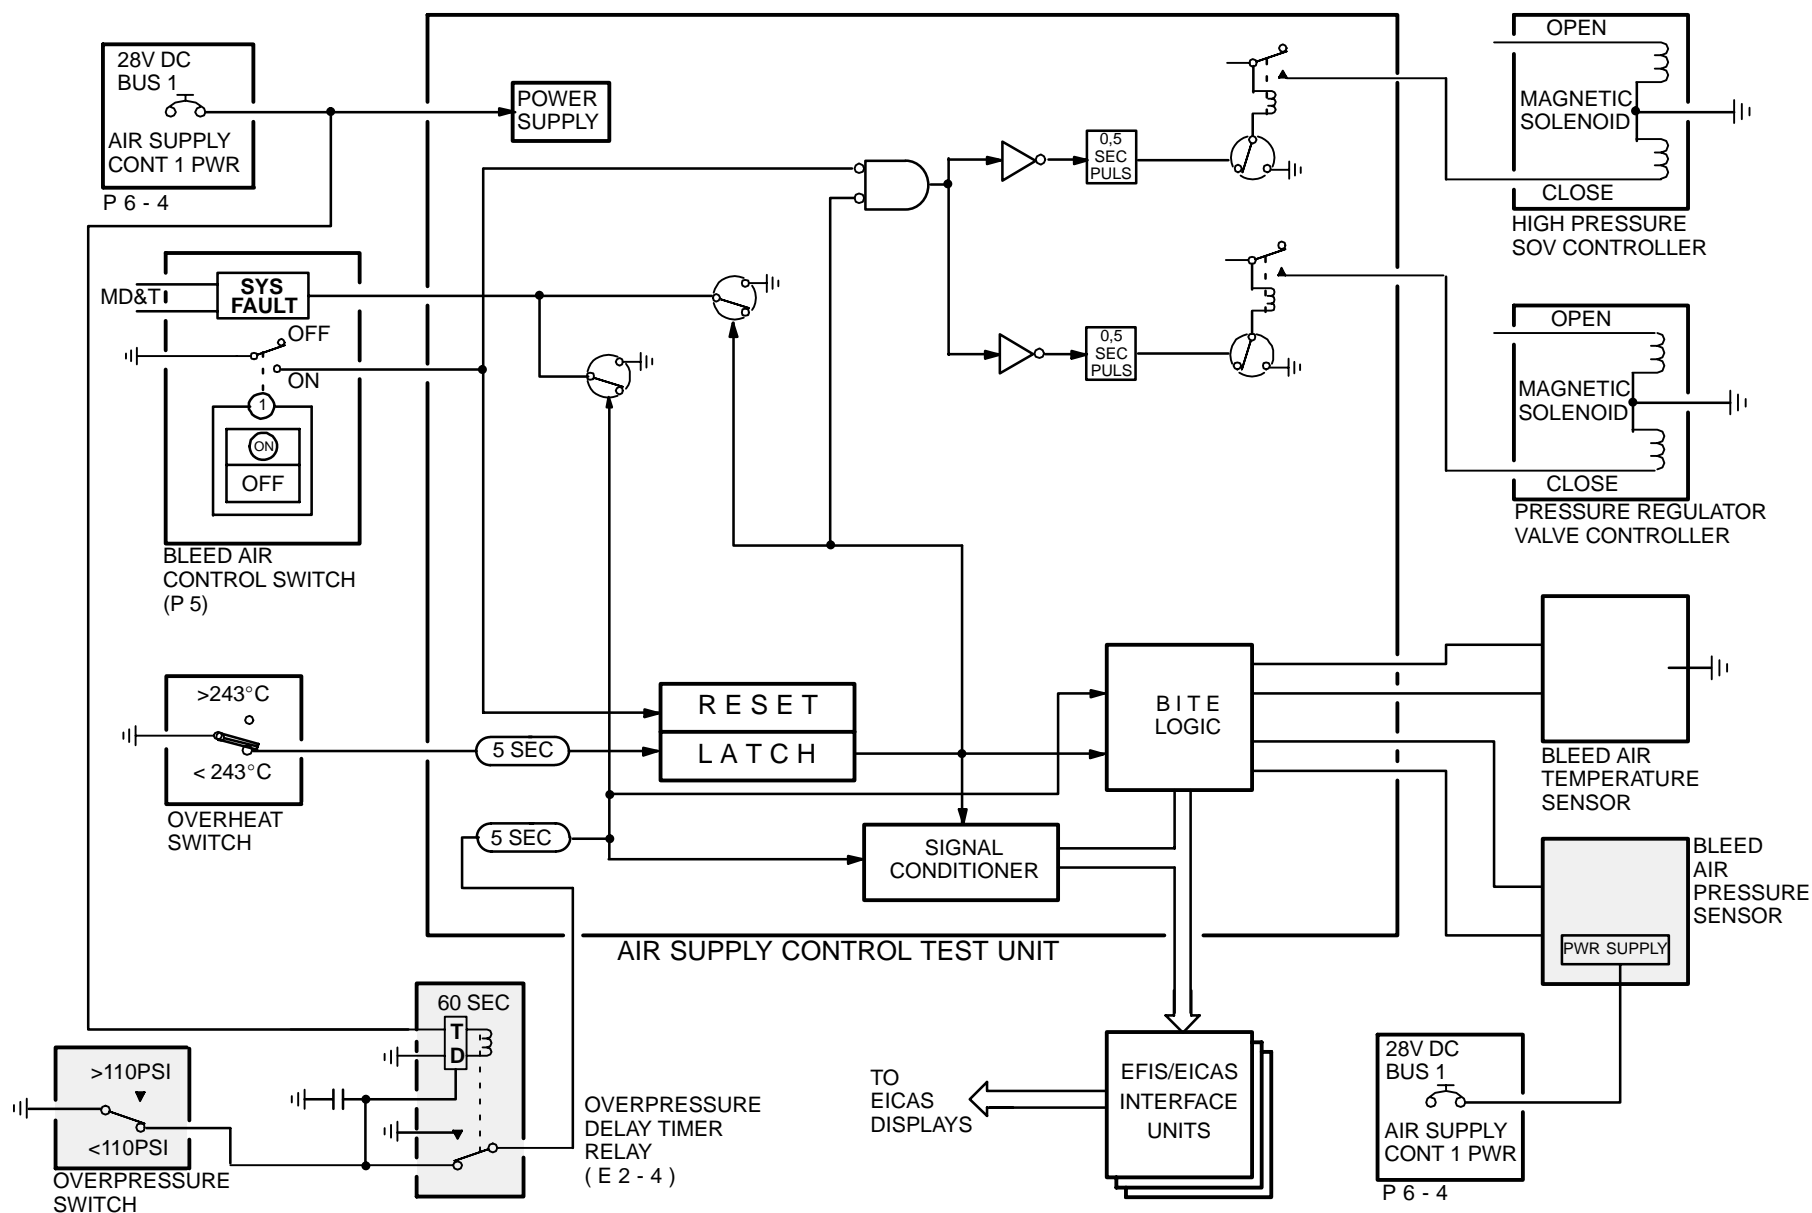 28V DC
BUS 1
AIR SUPPLY
CONT 1 PWR
P 6 - 4
POWER
SUPPLY
0,5
SEC
PULS
OPEN
MAGNETIC
SOLENOID
CLOSE
HIGH PRESSURE
SOV CONTROLLER
MD&T
SYS
FAULT
OFF
ON
1
ON
OFF
BLEED AIR
CONTROL SWITCH
(P 5)
0,5
SEC
PULS
OPEN
MAGNETIC
SOLENOID
CLOSE
PRESSURE REGULATOR
VALVE CONTROLLER
>243°C
< 243°C
OVERHEAT
SWITCH
5 SEC
RESET
LATCH
BITE
LOGIC
BLEED AIR
TEMPERATURE
SENSOR
5 SEC
SIGNAL
CONDITIONER
BLEED
AIR
PRESSURE
SENSOR
PWR SUPPLY
AIR SUPPLY CONTROL TEST UNIT
60 SEC
T
D
>110PSI
<110PSI
OVERPRESSURE
SWITCH
OVERPRESSURE
DELAY TIMER
RELAY
( E 2 - 4 )
TO
EICAS
DISPLAYS
EFIS/EICAS
INTERFACE
UNITS
28V DC
BUS 1
AIR SUPPLY
CONT 1 PWR
P 6 - 4